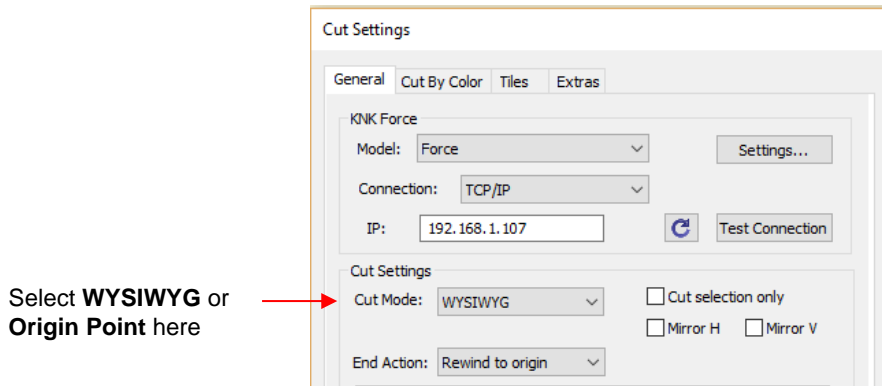 Cut Settings
General Cut By Color Tiles Extras
KNK Force
Model: Force Settings...
Connection: TCP/IP
IP: 192.168.1.107 Test Connection
Cut Settings
Select WYSIWYG or
Origin Point here
Cut Mode: WYSIWYG Cut selection only
Mirror H Mirror V
End Action: Rewind to origin